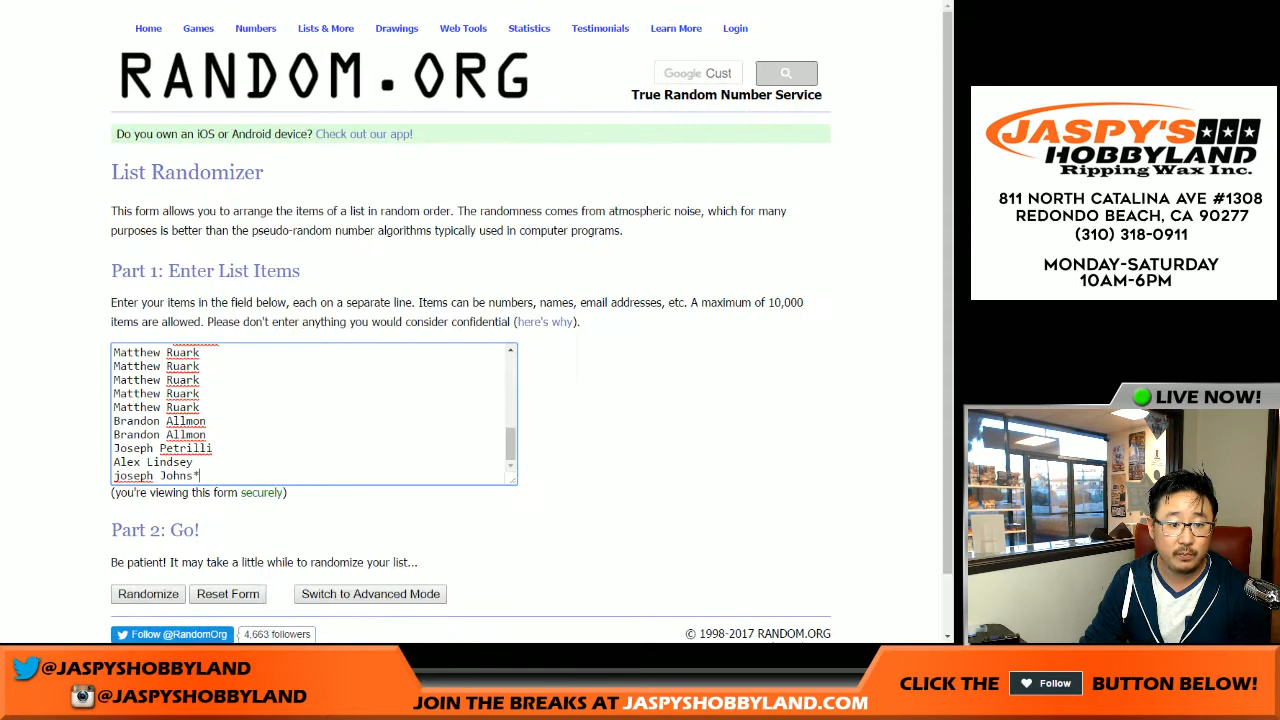 Home Games Numbers Lists & More Drawings Web Tools Statistics Testimonials Learn More Login
RANDOM.ORG
Google Cust
True Random Number Service
Do you own an iOS or Android device? Check out our app!
List Randomizer
This form allows you to arrange the items of a list in random order. The randomness comes from atmospheric noise, which for many
purposes is better than the pseudo-random number algorithms typically used in computer programs.
Part 1: Enter List Items
Enter your items in the field below, each on a separate line. Items can be numbers, names, email addresses, etc. A maximum of 10,000
items are allowed. Please don't enter anything you would consider confidential (here's why).
Matthew Ruark
Matthew Ruark
Matthew Ruark
Matthew Ruark
Matthew Ruark
Brandon Allmon
Brandon Allmon
Joseph Petrilli
Alex Lindsey
joseph Johns*
(you're viewing this form securely)
Part 2: Go!
Be patient! It may take a little while to randomize your list...
Randomize Reset Form Switch to Advanced Mode
Follow @RandomOrg 4,663 followers
© 1998-2017 RANDOM.ORG
JASPY'S
HOBBYLAND
Ripping Wax Inc.
811 NORTH CATALINA AVE #1308
REDONDO BEACH, CA 90277
(310) 318-0911
MONDAY-SATURDAY
10AM-6PM
LIVE NOW!
@JASPYSHOBBYLAND
@JASPYSHOBBYLAND
JOIN THE BREAKS AT JASPYSHOBBYLAND.COM
CLICK THE Follow BUTTON BELOW!